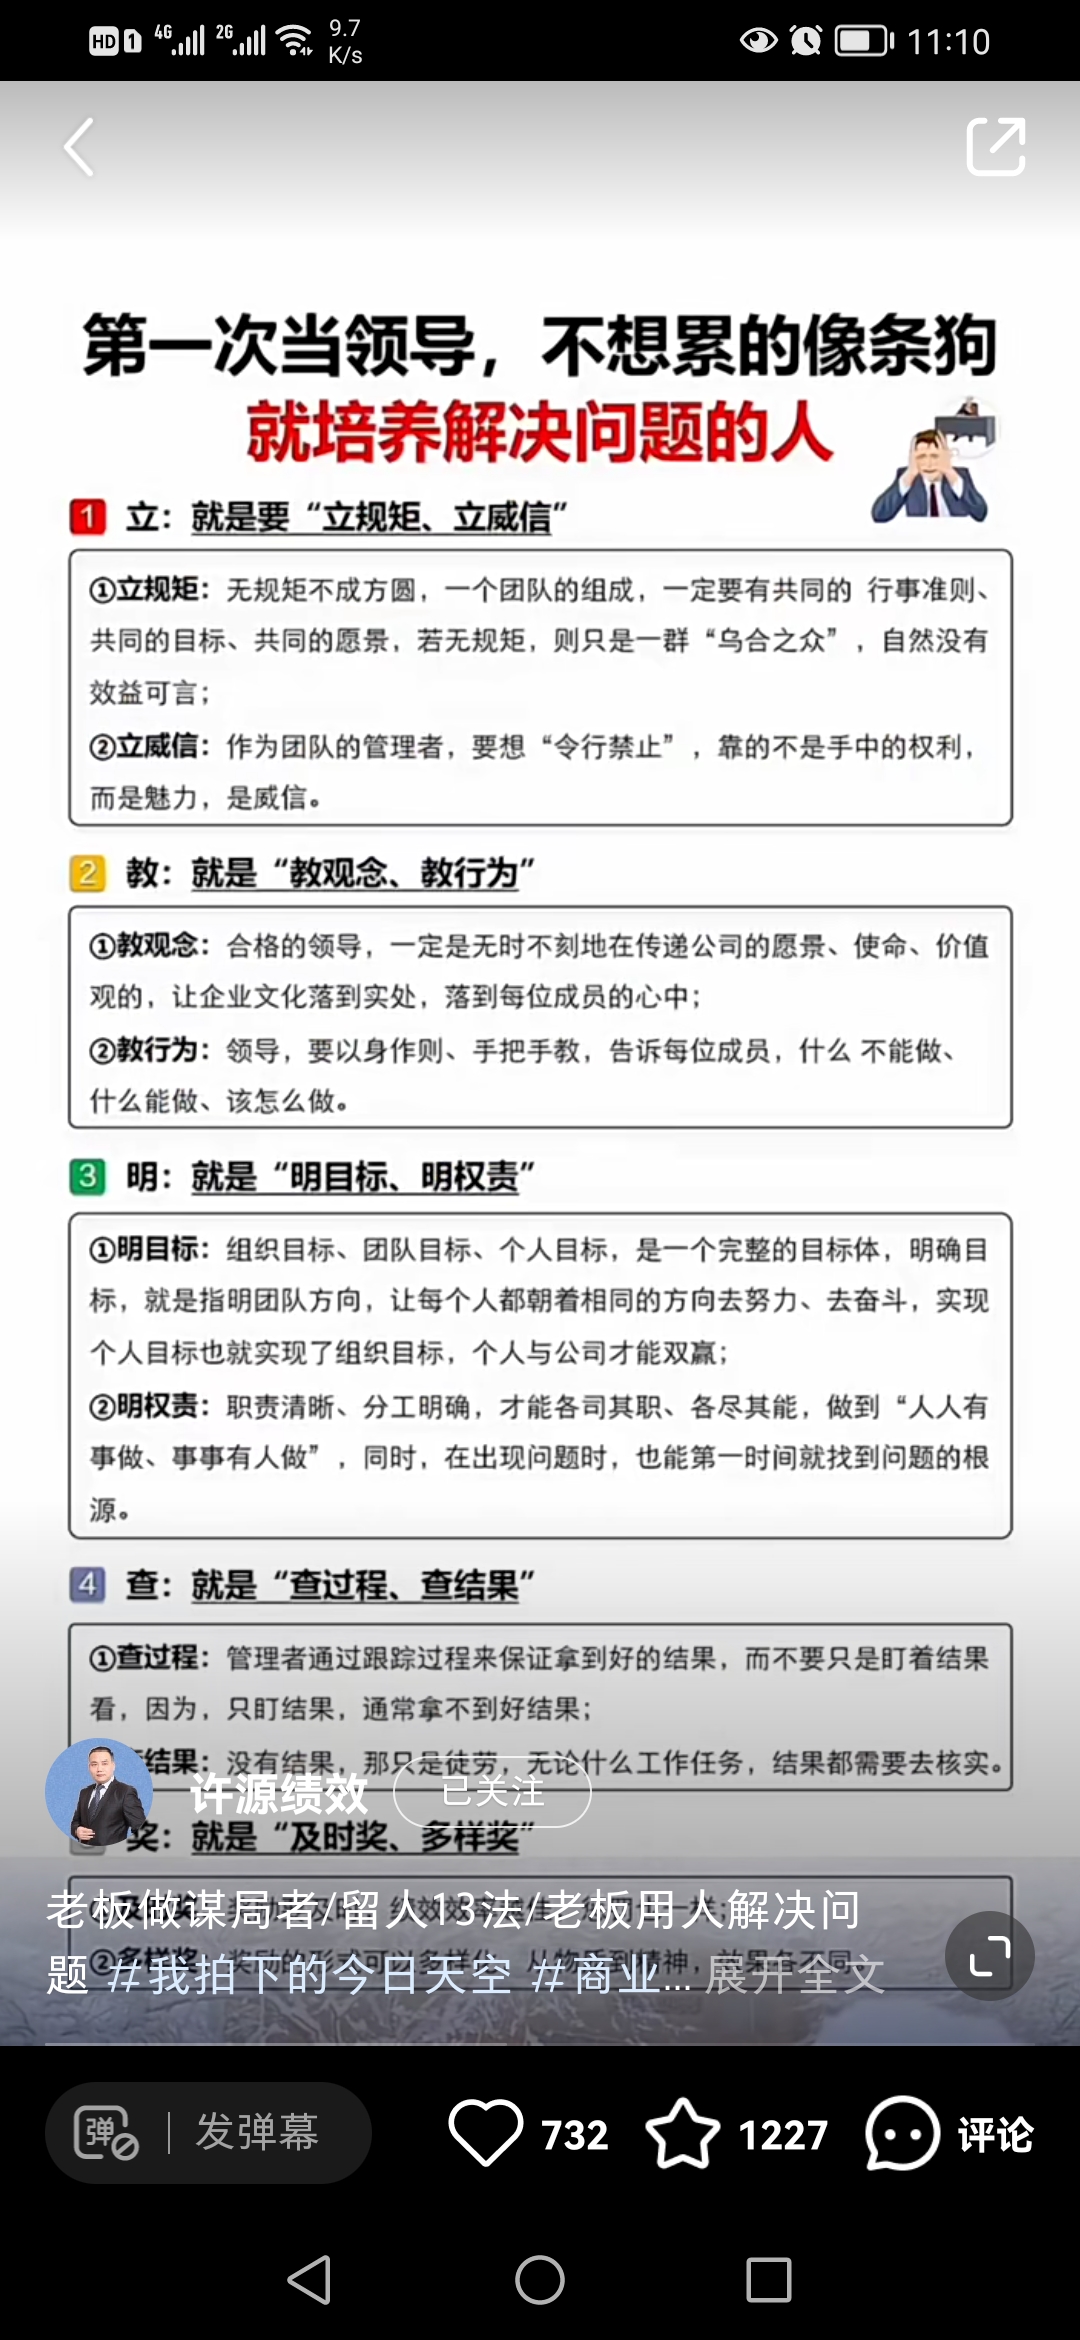 HD 1 4G 2G 9.7 K/s 11:10
第一次当领导，不想累的像条狗
就培养解决问题的人
1 立：就是要“立规矩、立威信”
①立规矩：无规矩不成方圆，一个团队的组成，一定要有共同的 行事准则、
共同的目标、共同的愿景，若无规矩，则只是一群“乌合之众”，自然没有
效益可言；
②立威信：作为团队的管理者，要想“令行禁止”，靠的不是手中的权利，
而是魅力，是威信。
2 教：就是“教观念、教行为”
①教观念：合格的领导，一定是无时不刻地在传递公司的愿景、使命、价值
观的，让企业文化落到实处，落到每位成员的心中；
②教行为：领导，要以身作则、手把手教，告诉每位成员，什么 不能做、
什么能做、该怎么做。
3 明：就是“明目标、明权责”
①明目标：组织目标、团队目标、个人目标，是一个完整的目标体，明确目
标，就是指明团队方向，让每个人都朝着相同的方向去努力、去奋斗，实现
个人目标也就实现了组织目标，个人与公司才能双赢；
②明权责：职责清晰、分工明确，才能各司其职、各尽其能，做到“人人有
事做、事事有人做”，同时，在出现问题时，也能第一时间就找到问题的根
源。
4 查：就是“查过程、查结果”
①查过程：管理者通过跟踪过程来保证拿到好的结果，而不要只是盯着结果
看，因为，只盯结果，通常拿不到好结果；
结果：没有结果，那只是徒劳，无论什么工作任务，结果都需要去核实。
许源绩效 已关注
奖：就是“及时奖、多样奖”
老板做谋局者/留人13法/老板用人解决问
题 #我拍下的今日天空 #商业... 展开全文
②多样奖：
弹 发弹幕 732 1227 评论